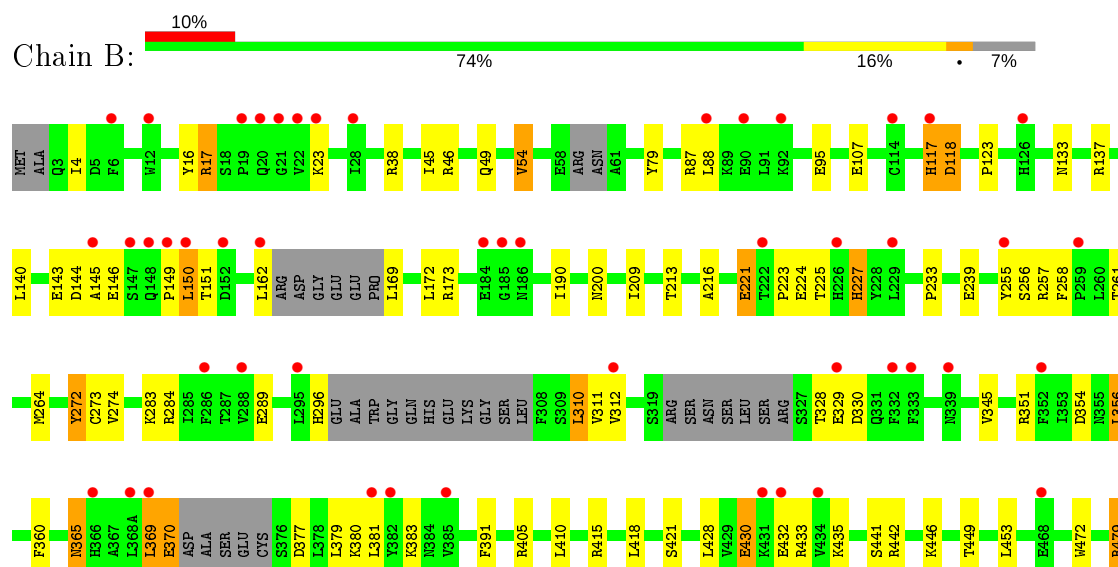 10%
Chain B:
74% 16% • 7%
MET ALA Q3 I4 D5 F6 W12 Y16 R17 S18 P19 Q20 G21 V22 K23 I28 R38 I45 R46 Q49 V54 E58 ARG ASN A61 Y79 R87 L88 K89 E90 L91 K92 E95 E107 C114 H117 D118 P123 H126 N133 R137
L140 E143 D144 A145 E146 S147 Q148 P149 L150 T151 D152 L162 ARG ASP GLY GLU GLU PRO L169 L172 R173 E184 G185 N186 I190 N200 I209 T213 A216 E221 T222 P223 E224 T225 H226 H227 Y228 L229 P233 E239 Y255 S256 R257 F258 P259 L260 T261
M264 Y272 C273 V274 K283 R284 I285 F286 T287 V288 E289 L295 H296 GLU ALA TRP GLY GLN HIS GLU LYS GLY SER LEU F308 S309 L310 V311 V312 S319 ARG SER ASN SER LEU SER ARG S327 T328 E329 D330 Q331 F332 F333 N339 V345 R351 F352 I353 D354 N355 L356
F360 N365 H366 A367 L368A L369 E370 ASP ALA SER GLU CYS S376 D377 L378 L379 K380 L381 Y382 K383 N384 V385 F391 R405 L410 R415 L418 S421 L428 V429 E430 K431 E432 R433 V434 K435 S441 R442 K446 T449 L453 E468 W472 R479